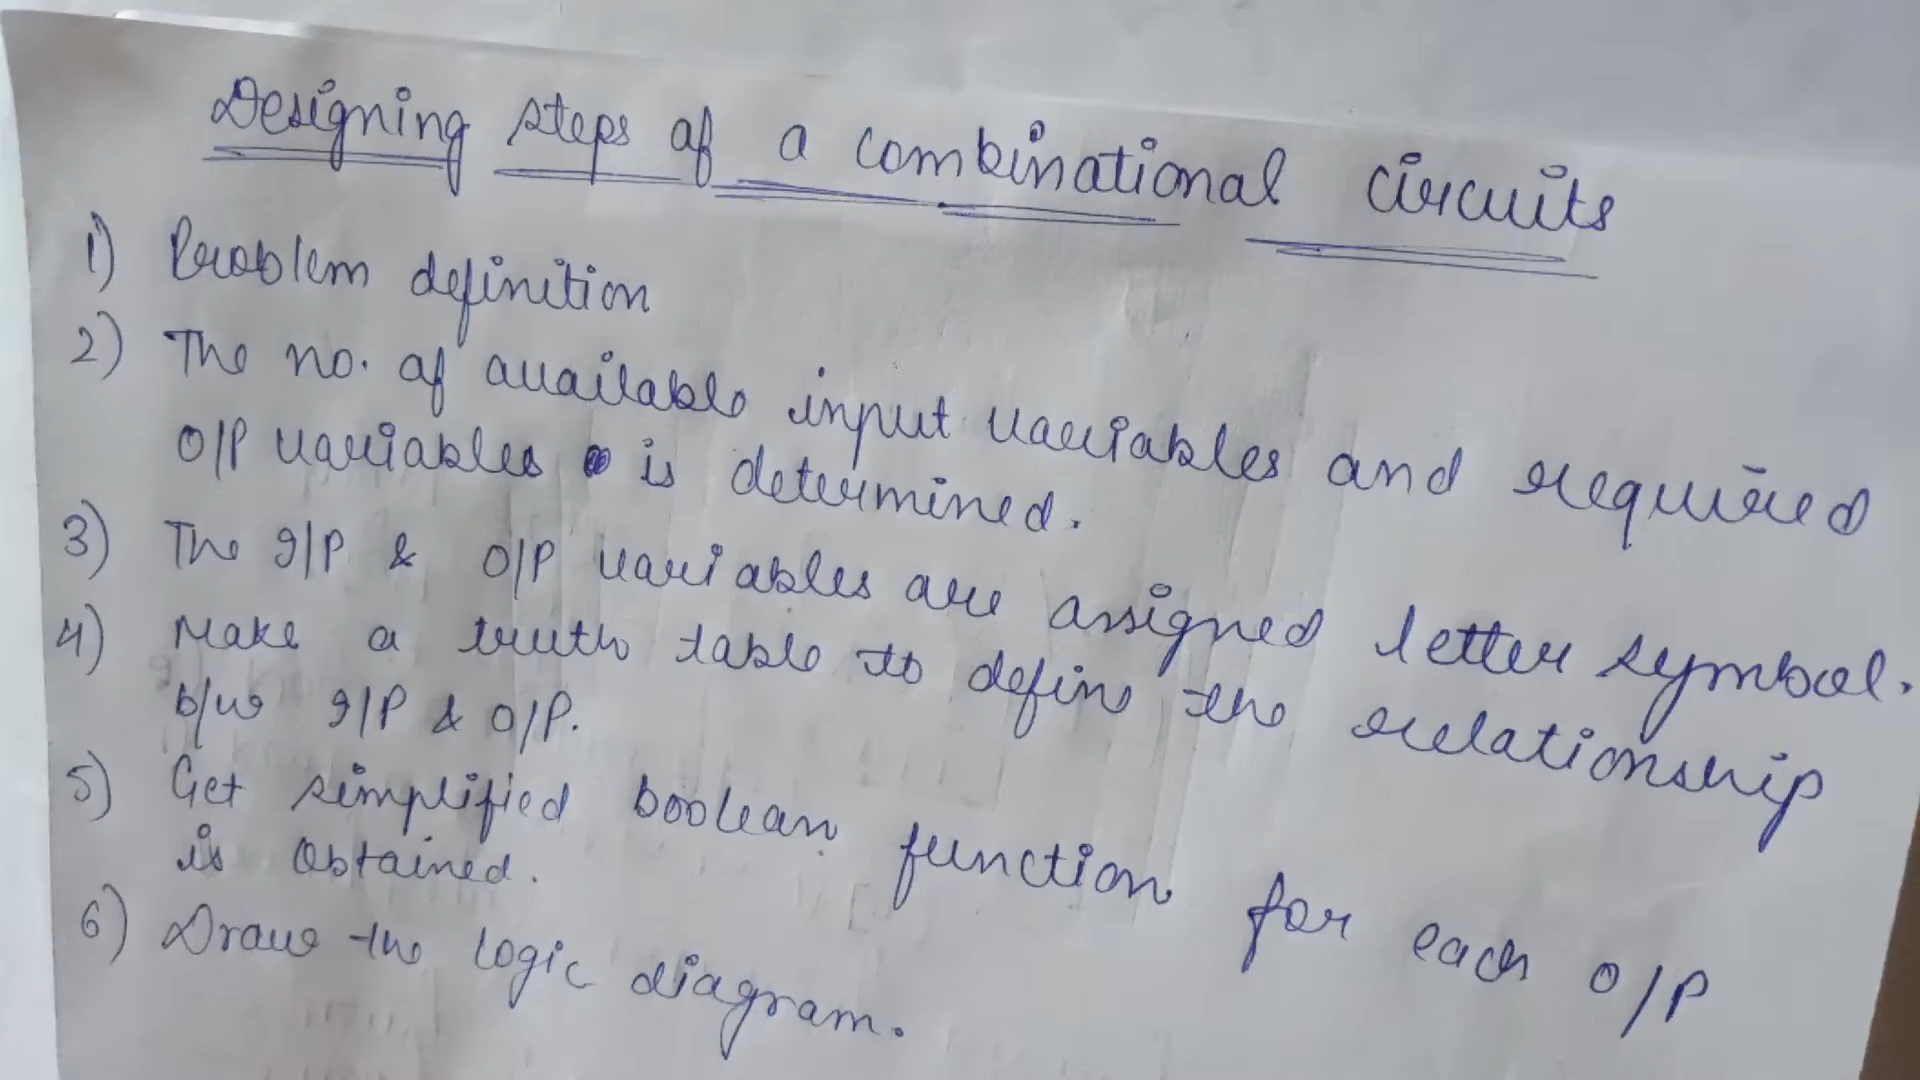 Designing steps of a combinational circuits
1) Problem definition
2) The no. of available input variables and required
O/P variables is determined.
3) The I/P & O/P variables are assigned letter symbol.
4) Make a truth table to define the relationship
b/w I/P & O/P.
5) Get simplified boolean function for each O/P
is obtained.
6) Draw the logic diagram.